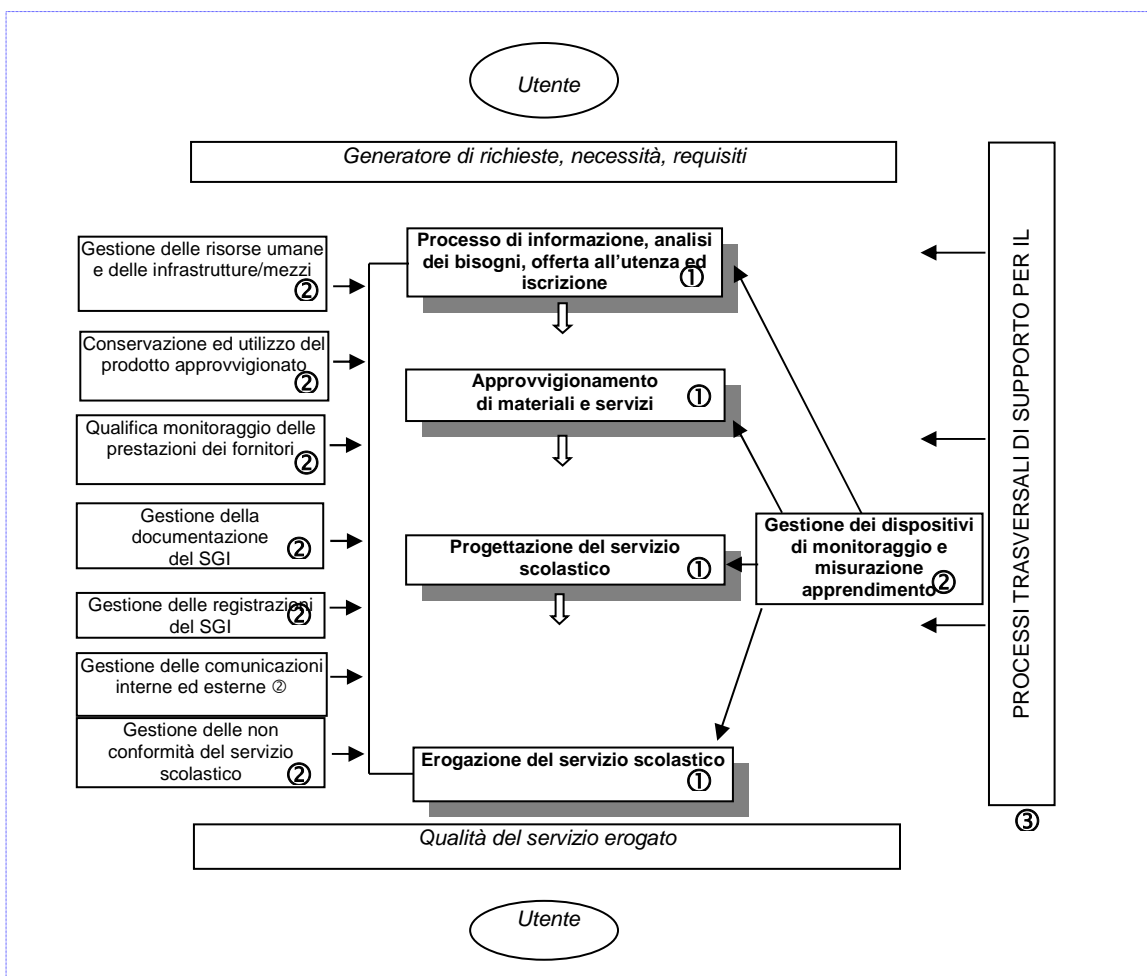 Utente
Generatore di richieste, necessità, requisiti
Gestione delle risorse umane
e delle infrastrutture/mezzi
②
Conservazione ed utilizzo del
prodotto approvvigionato
②
Qualifica monitoraggio delle
prestazioni dei fornitori
②
Gestione della
documentazione
del SGI
②
Gestione delle registrazioni
del SGI
②
Gestione delle comunicazioni
interne ed esterne ②
Gestione delle non
conformità del servizio
scolastico
②
Processo di informazione, analisi
dei bisogni, offerta all'utenza ed
iscrizione
①
Approvvigionamento
di materiali e servizi
①
Progettazione del servizio
scolastico
①
Erogazione del servizio scolastico
①
Gestione dei dispositivi
di monitoraggio e
misurazione
apprendimento
②
PROCESSI TRASVERSALI DI SUPPORTO PER IL
③
Qualità del servizio erogato
Utente